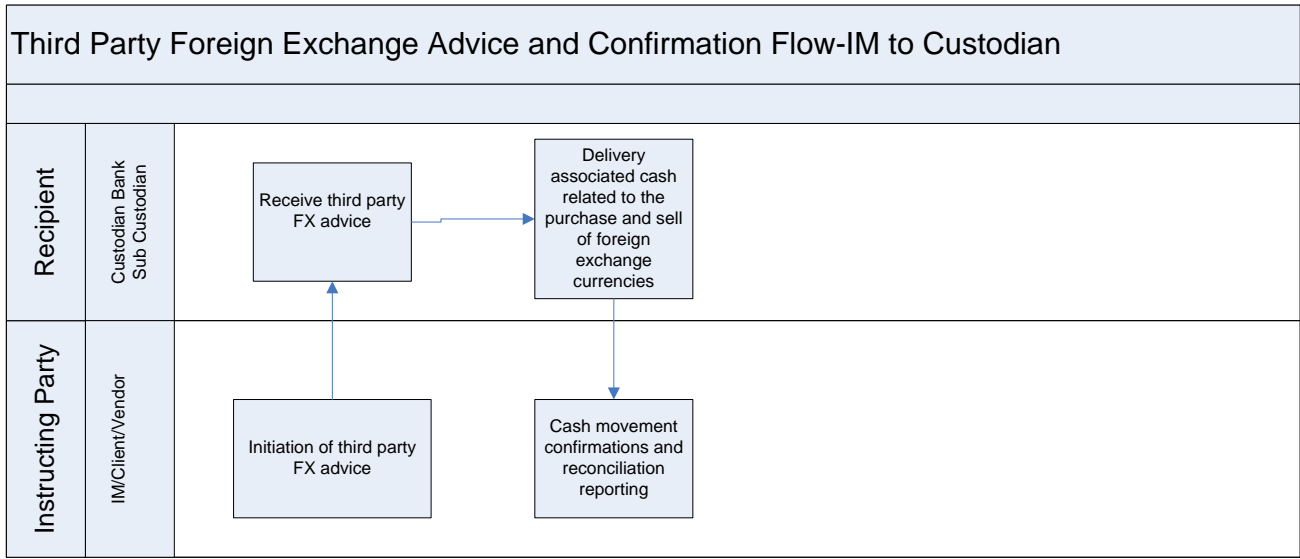 Third Party Foreign Exchange Advice and Confirmation Flow-IM to Custodian
Recipient
Custodian Bank
Sub Custodian
Receive third party
FX advice
Delivery
associated cash
related to the
purchase and sell
of foreign
exchange
currencies
Instructing Party
IM/Client/Vendor
Initiation of third party
FX advice
Cash movement
confirmations and
reconciliation
reporting